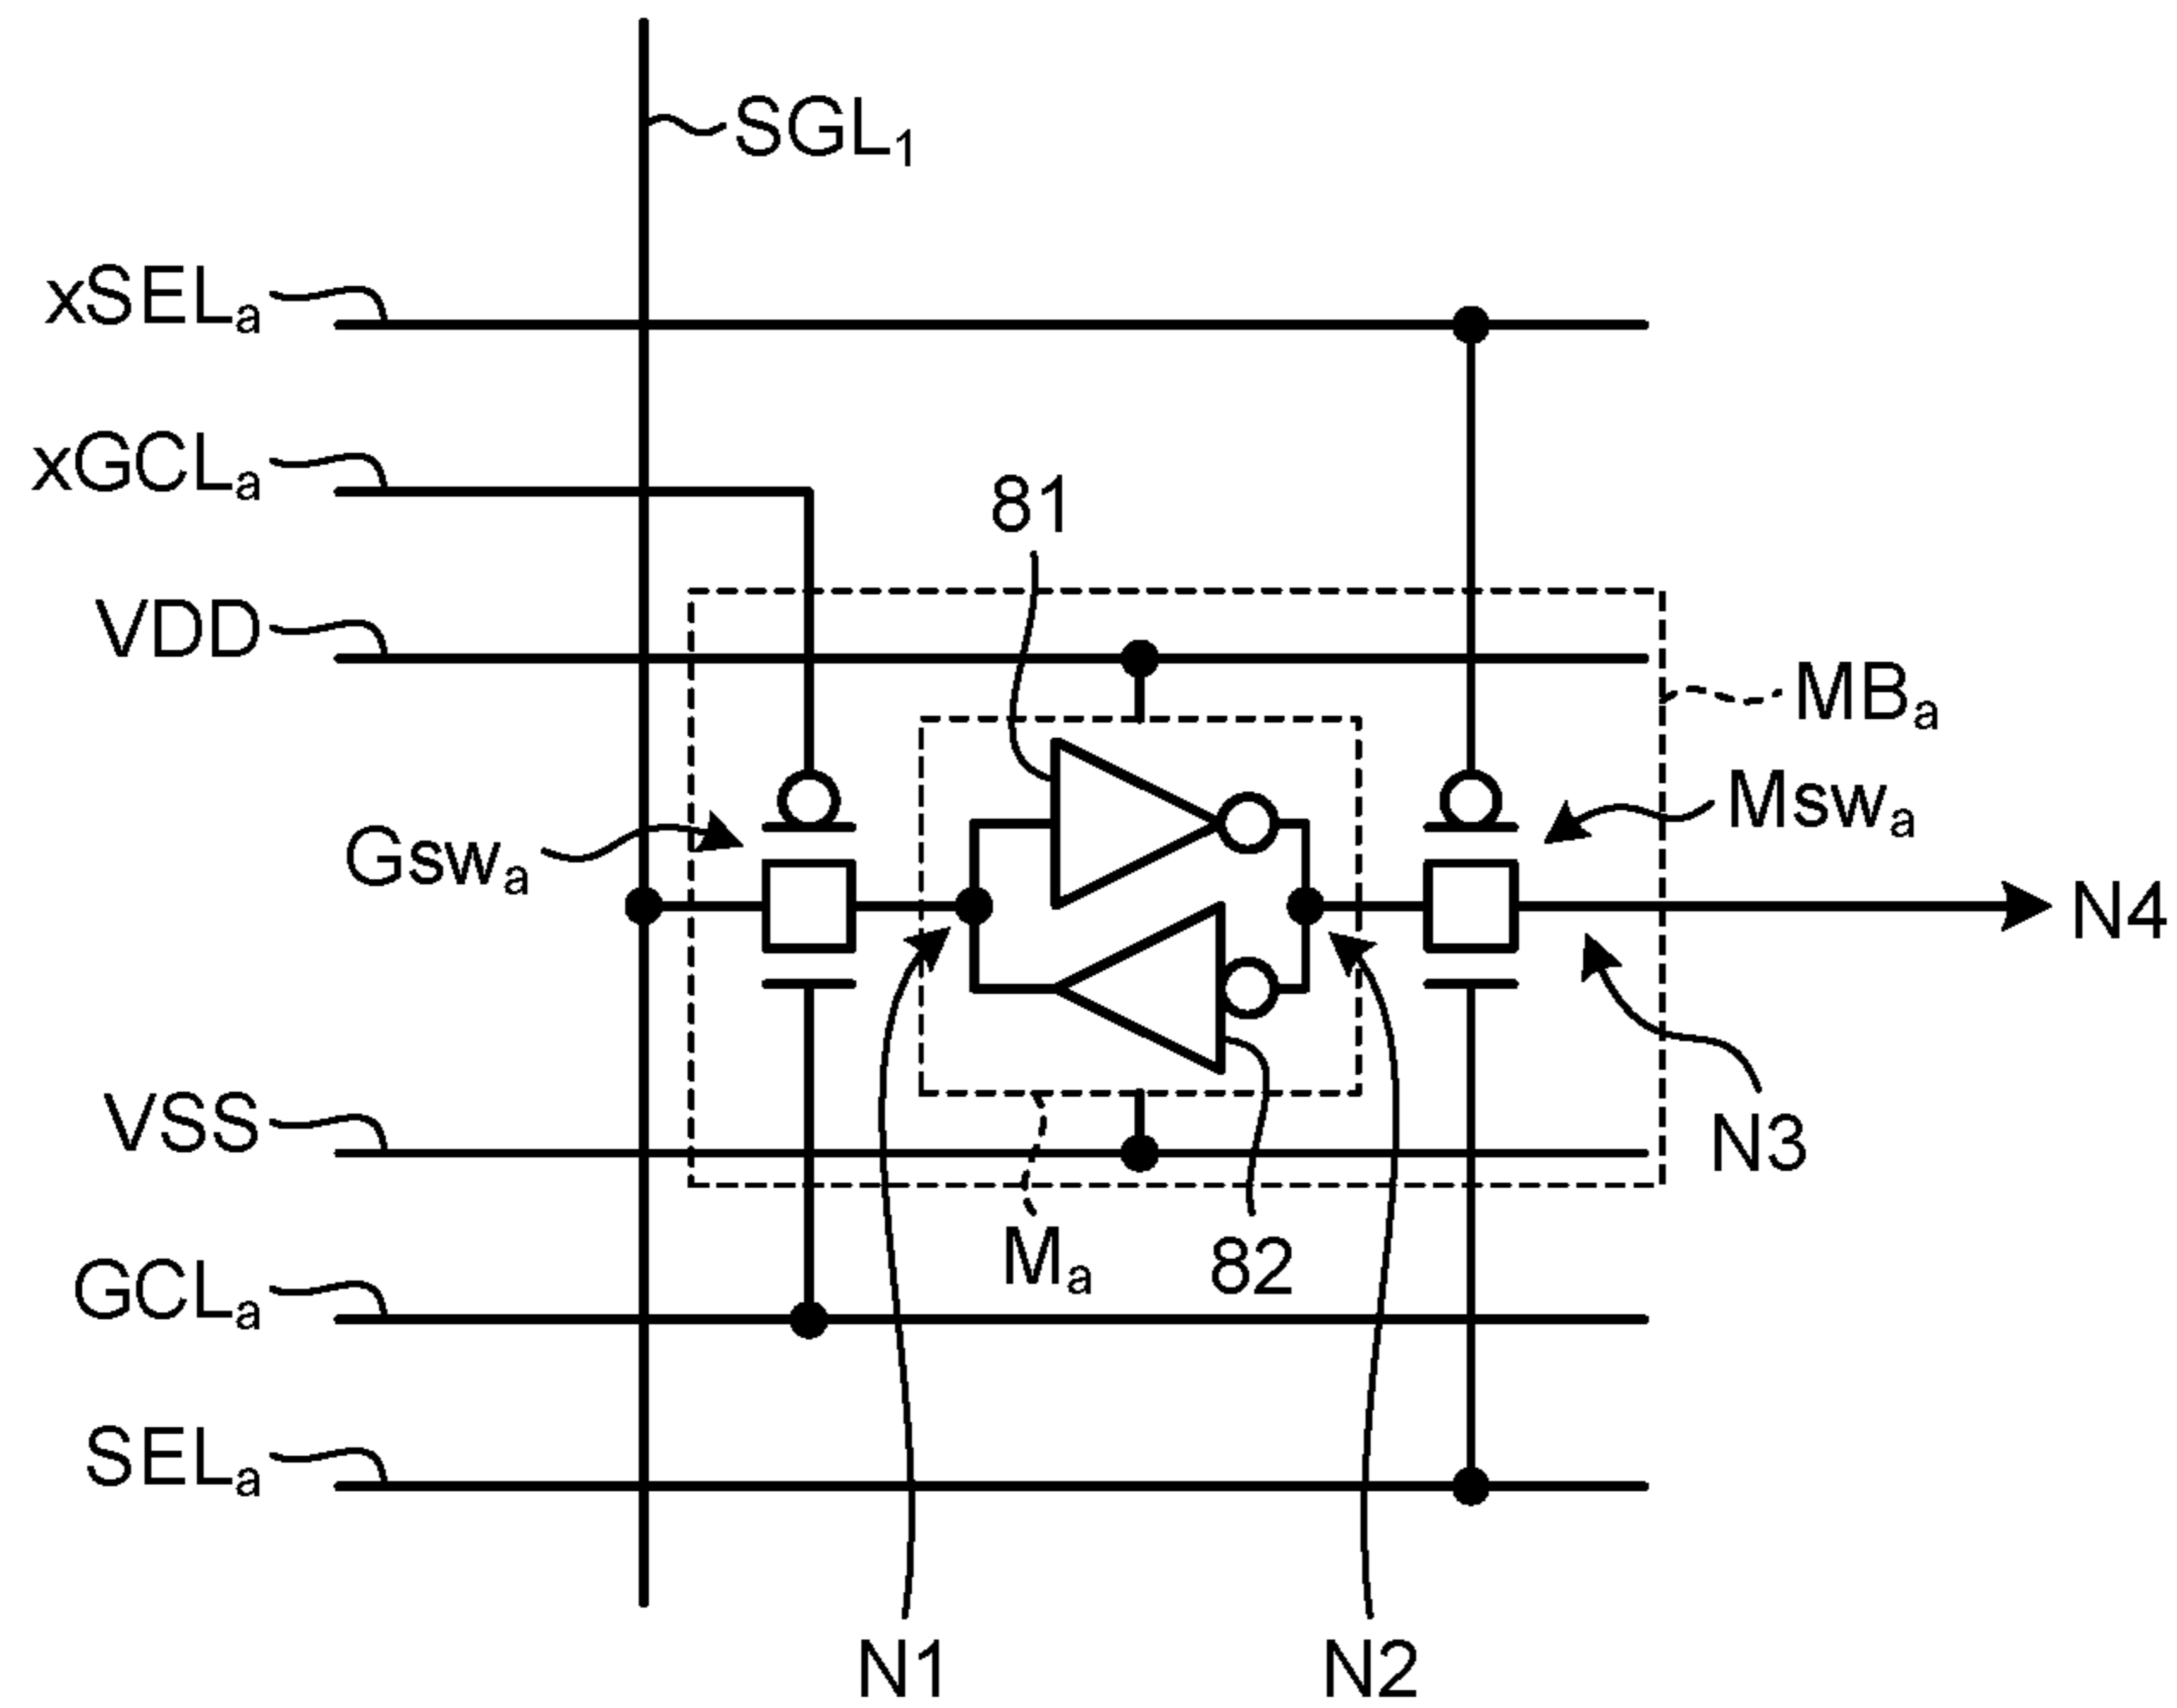 SGL₁
xSELₐ
xGCLₐ
81
VDD
MBₐ
Mswₐ
Gswₐ
N4
VSS
N3
Mₐ
82
GCLₐ
SELₐ
N1
N2